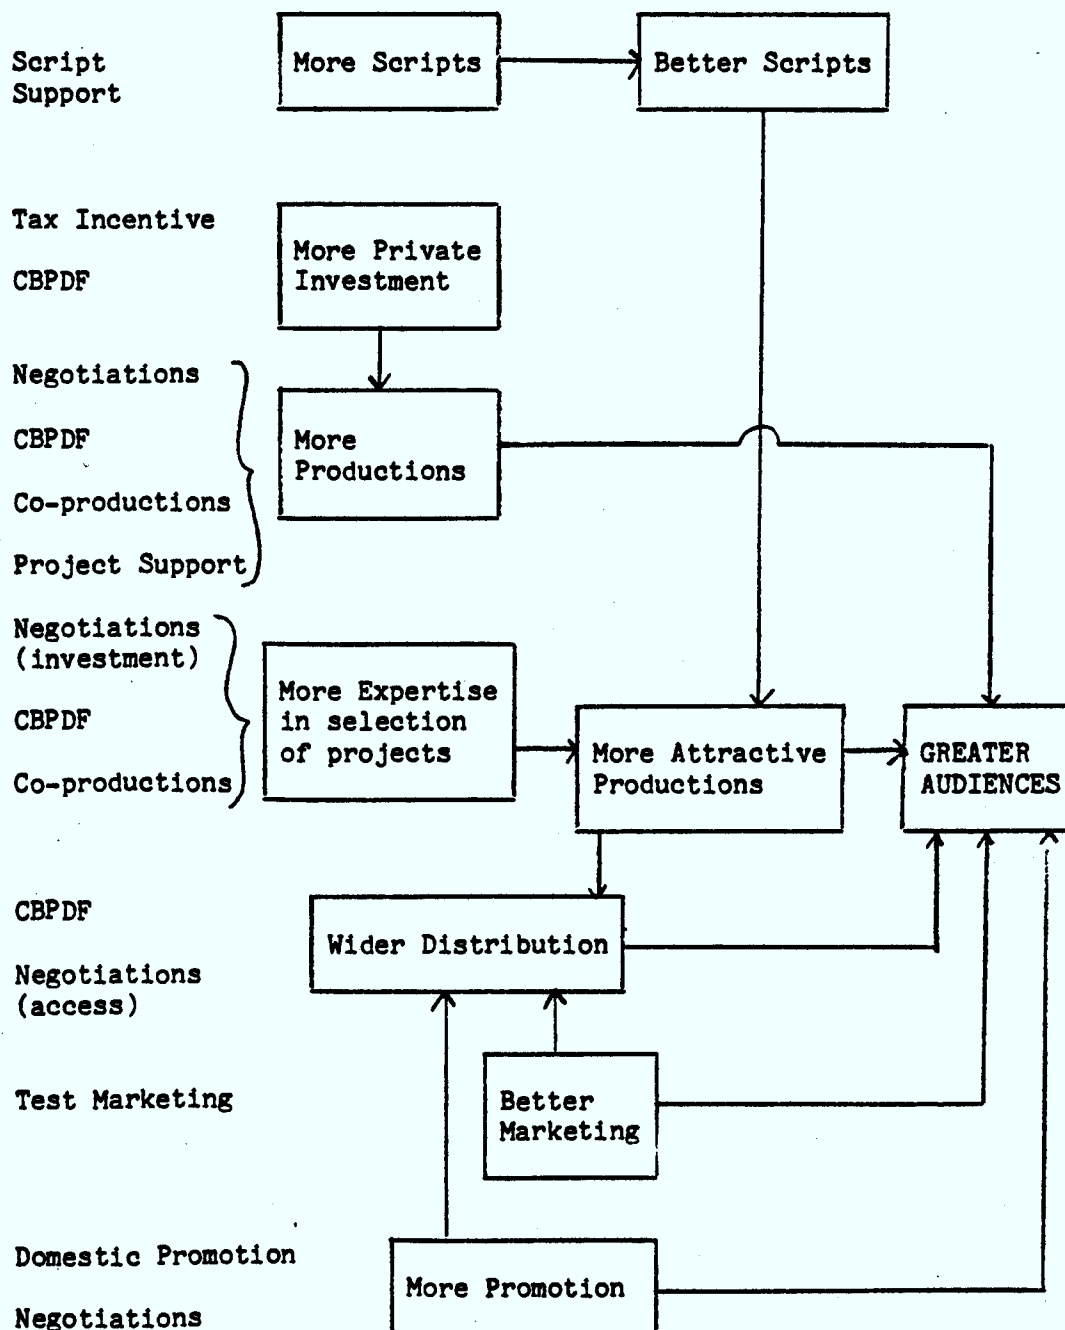 Script
Support
More Scripts
Better Scripts
Tax Incentive
CBPDF
More Private
Investment
Negotiations
CBPDF
Co-productions
Project Support
More
Productions
Negotiations
(investment)
CBPDF
Co-productions
More Expertise
in selection
of projects
More Attractive
Productions
GREATER
AUDIENCES
CBPDF
Negotiations
(access)
Wider Distribution
Test Marketing
Better
Marketing
Domestic Promotion
Negotiations
More Promotion